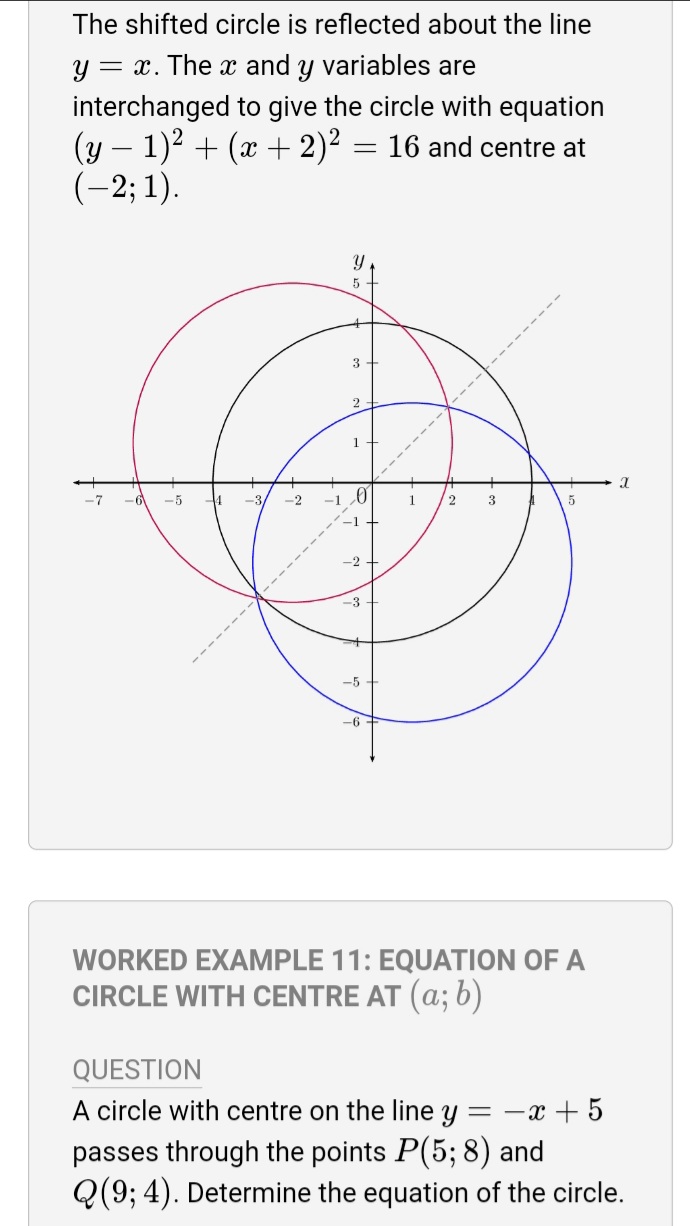 The shifted circle is reflected about the line
y = x. The x and y variables are
interchanged to give the circle with equation
(y − 1)² + (x + 2)² = 16 and centre at
(−2; 1).
y
5
4
3
2
1
−7 −6 −5 −4 −3 −2 −1 0 1 2 3 4 5 x
−1
−2
−3
−4
−5
−6
WORKED EXAMPLE 11: EQUATION OF A
CIRCLE WITH CENTRE AT (a; b)
QUESTION
A circle with centre on the line y = −x + 5
passes through the points P(5; 8) and
Q(9; 4). Determine the equation of the circle.